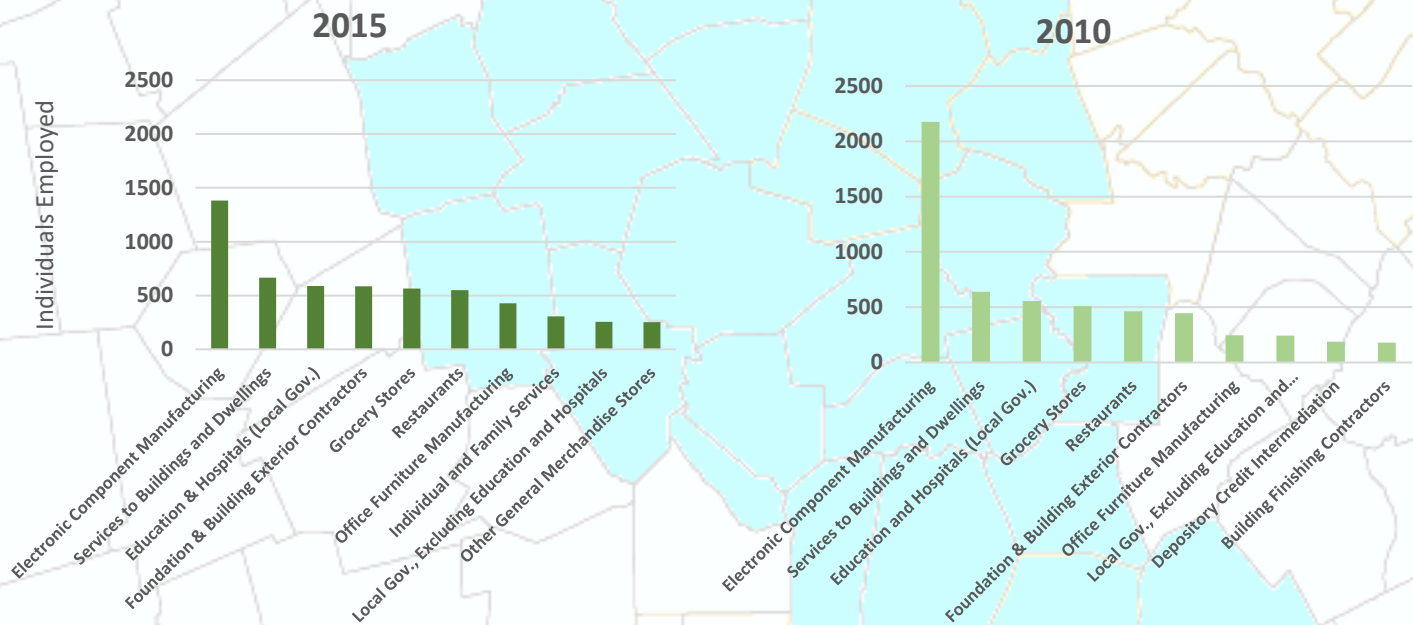 2015
Individuals Employed
2500
2000
1500
1000
500
0
Electronic Component Manufacturing
Services to Buildings and Dwellings
Education & Hospitals (Local Gov.)
Foundation & Building Exterior Contractors
Grocery Stores
Restaurants
Office Furniture Manufacturing
Individual and Family Services
Local Gov., Excluding Education and Hospitals
Other General Merchandise Stores
2010
2500
2000
1500
1000
500
0
Electronic Component Manufacturing
Services to Buildings and Dwellings
Education and Hospitals (Local Gov.)
Grocery Stores
Restaurants
Foundation & Building Exterior Contractors
Office Furniture Manufacturing
Local Gov., Excluding Education and...
Depository Credit Intermediation
Building Finishing Contractors